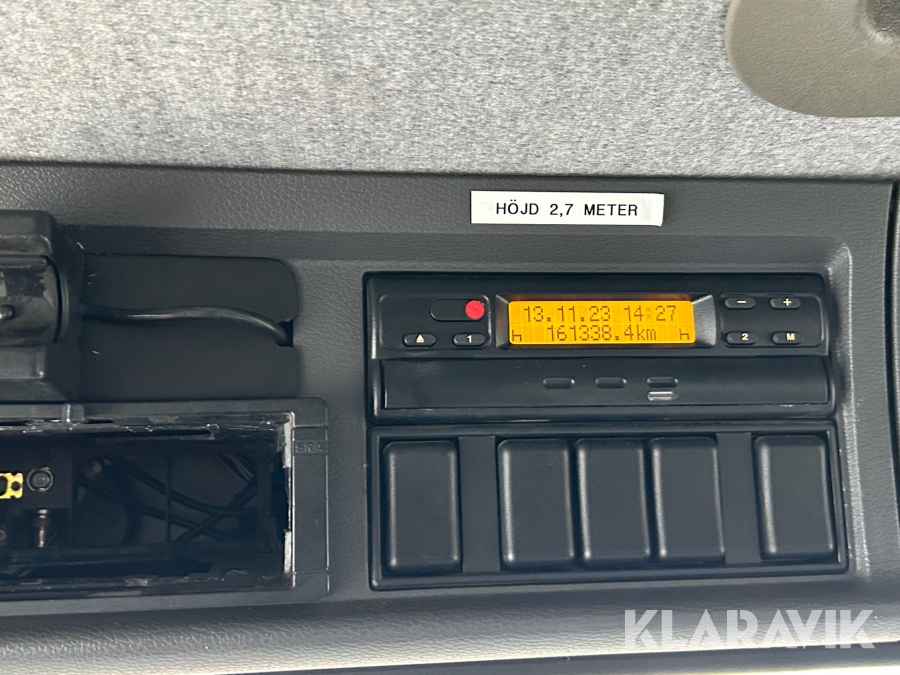 HÖJD 2,7 METER
13.11.23 14:27
161338.4km
- +
1
2 M
KLARAVIK